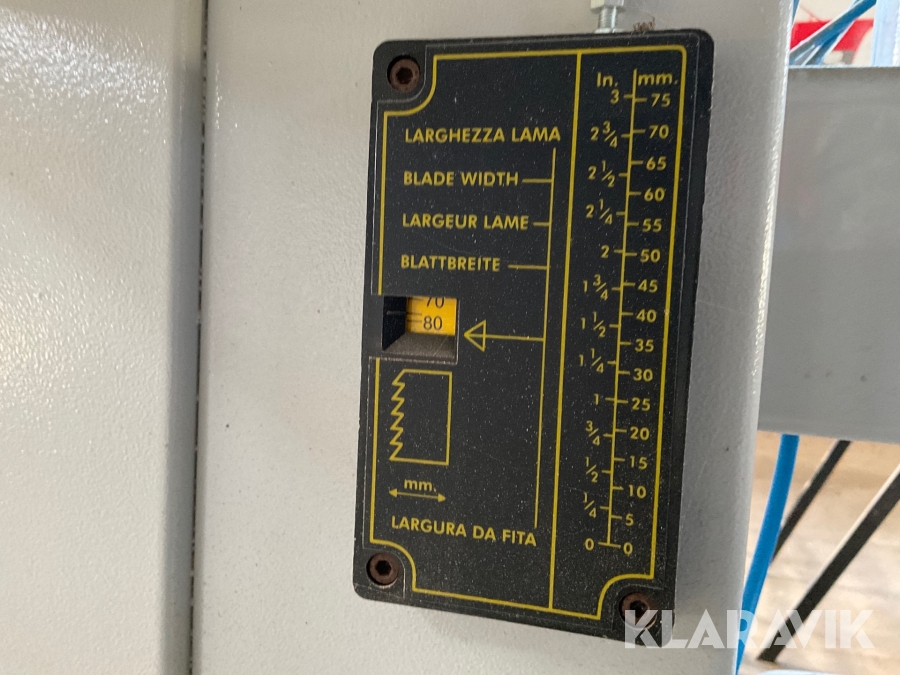 LARGHEZZA LAMA
BLADE WIDTH
LARGEUR LAME
BLATTBREITE
70
80
mm.
LARGURA DA FITA
In. mm.
3 75
2 3/4 70
65
2 1/2
60
2 1/4 55
2 50
1 3/4 45
40
1 1/2
35
1 1/4
30
1 25
3/4 20
15
1/2
10
1/4
5
0 0
KLARAVIK